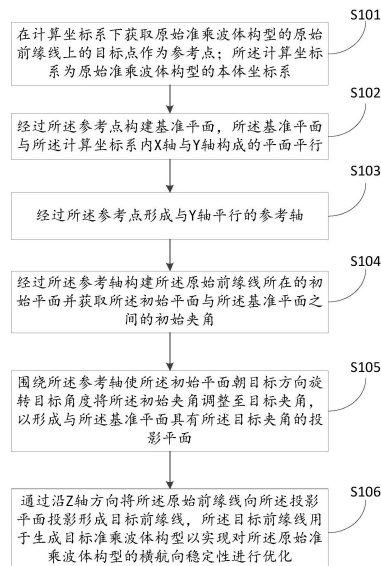 S101
在计算坐标系下获取原始准乘波体构型的原始
前缘线上的目标点作为参考点；所述计算坐标
系为原始准乘波体构型的本体坐标系
S102
经过所述参考点构建基准平面，所述基准平面
与所述计算坐标系内X轴与Y轴构成的平面平行
S103
经过所述参考点形成与Y轴平行的参考轴
S104
经过所述参考轴构建所述原始前缘线所在的初
始平面并获取所述初始平面与所述基准平面之
间的初始夹角
S105
围绕所述参考轴使所述初始平面朝目标方向旋
转目标角度将所述初始夹角调整至目标夹角，
以形成与所述基准平面具有所述目标夹角的投
影平面
S106
通过沿Z轴方向将所述原始前缘线向所述投影
平面投影形成目标前缘线，所述目标前缘线用
于生成目标准乘波体构型以实现对所述原始准
乘波体构型的横航向稳定性进行优化